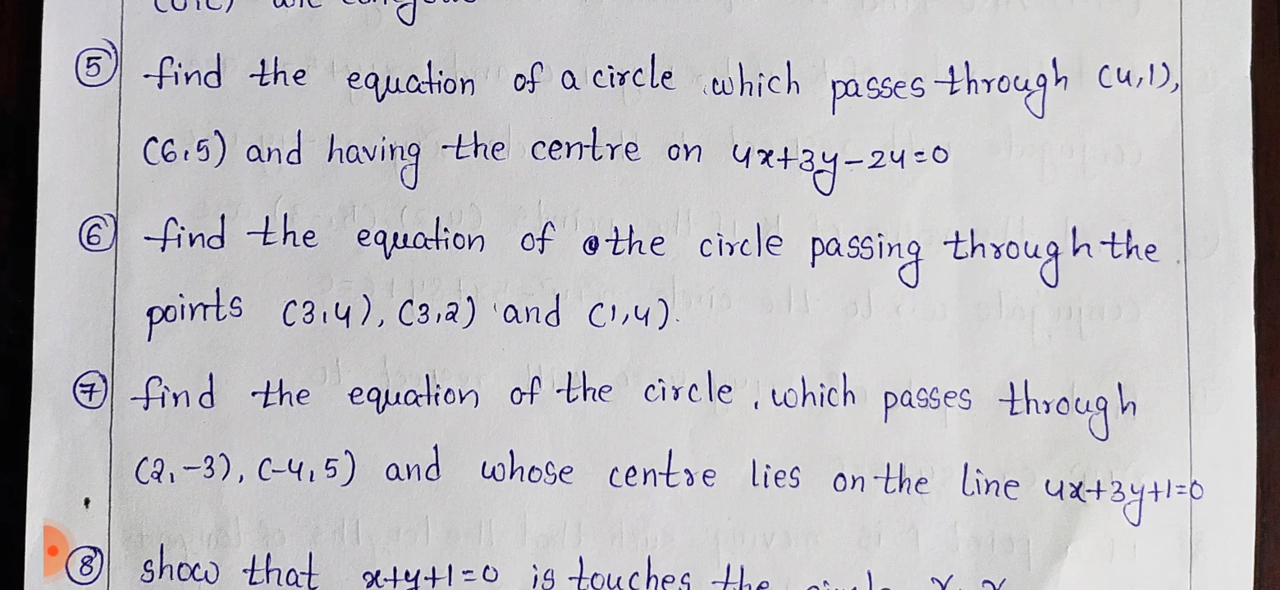 ⑤ find the equation of a circle which passes through (4,1),
(6,5) and having the centre on 4x+3y-24=0
⑥ find the equation of the circle passing through the
points (3,4), (3,2) and (1,4).
⑦ find the equation of the circle, which passes through
(2,-3), (-4,5) and whose centre lies on the line 4x+3y+1=0
⑧ show that x+y+1=0 is touches the